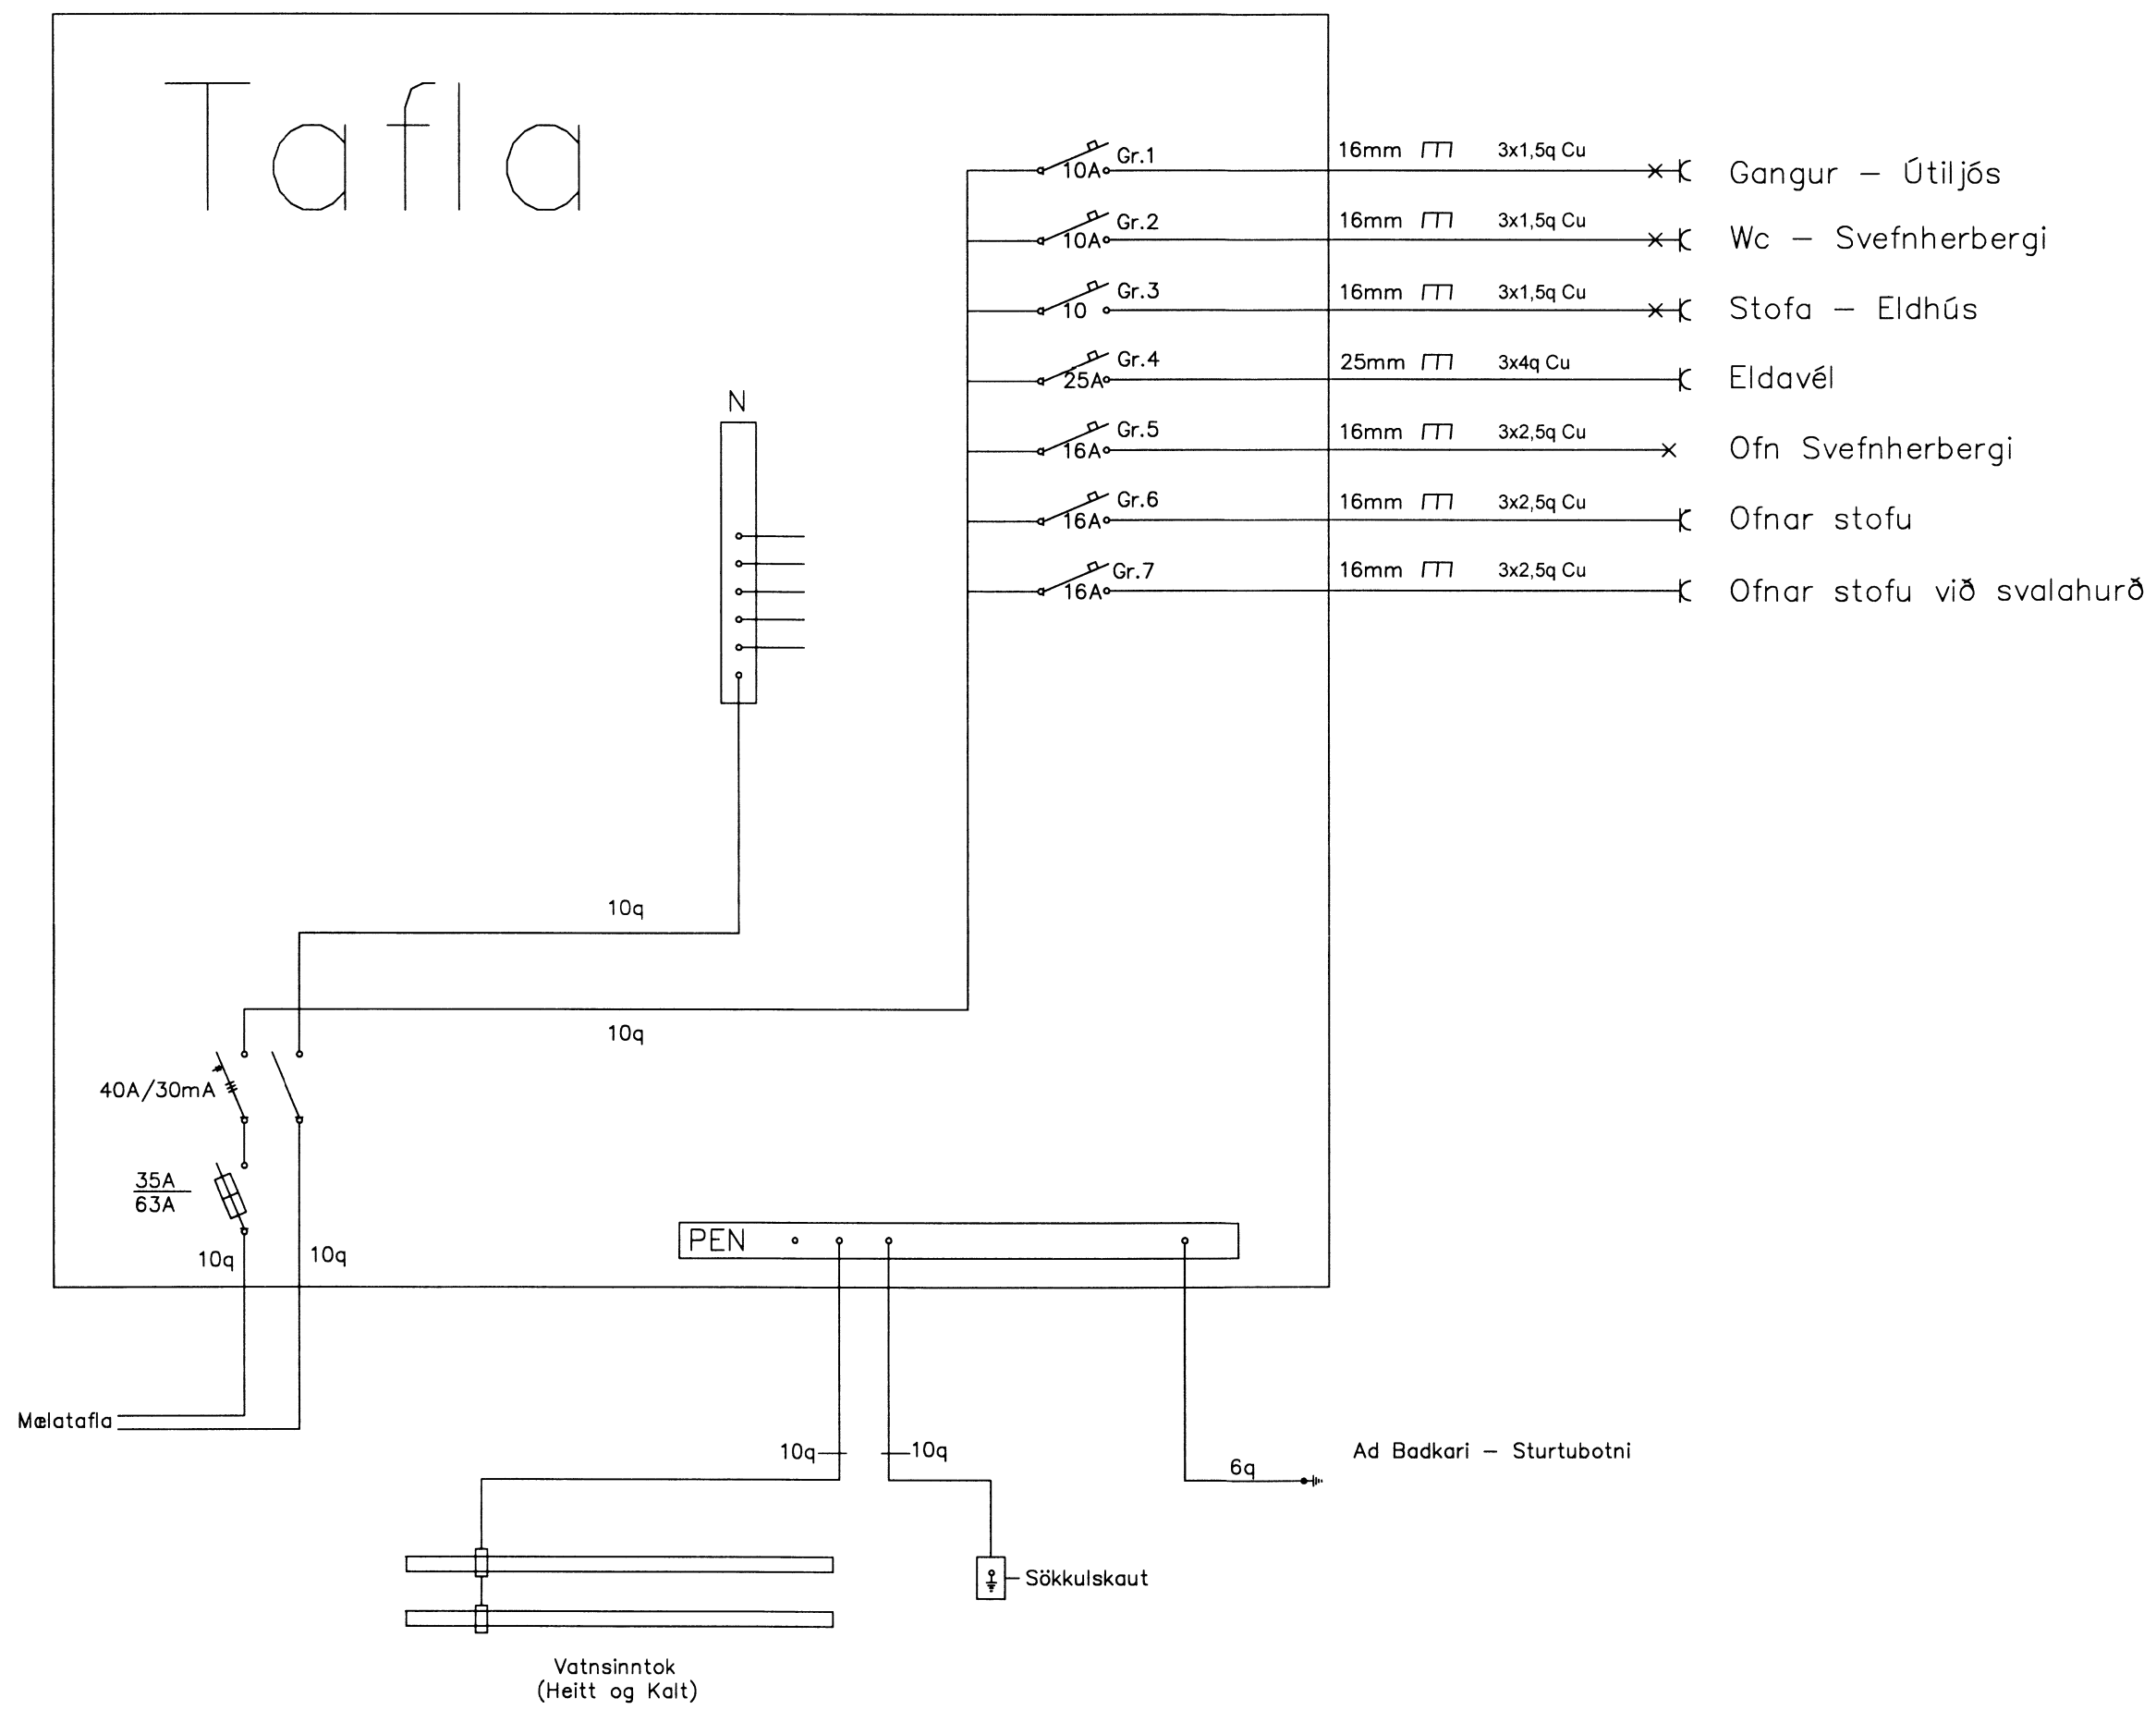 Tafla
Gr.1 10A 16mm 3x1,5q Cu Gangur – Útiljós
Gr.2 10A 16mm 3x1,5q Cu Wc – Svefnherbergi
Gr.3 10 16mm 3x1,5q Cu Stofa – Eldhús
Gr.4 25A 25mm 3x4q Cu Eldavél
Gr.5 16A 16mm 3x2,5q Cu Ofn Svefnherbergi
Gr.6 16A 16mm 3x2,5q Cu Ofnar stofu
Gr.7 16A 16mm 3x2,5q Cu Ofnar stofu við svalahurð
N
10q
10q
40A/30mA
35A
63A
10q 10q
PEN
Mælatafla
10q 10q
6q
Ad Badkari – Sturtubotni
Sökkulskaut
Vatnsinntok
(Heitt og Kalt)